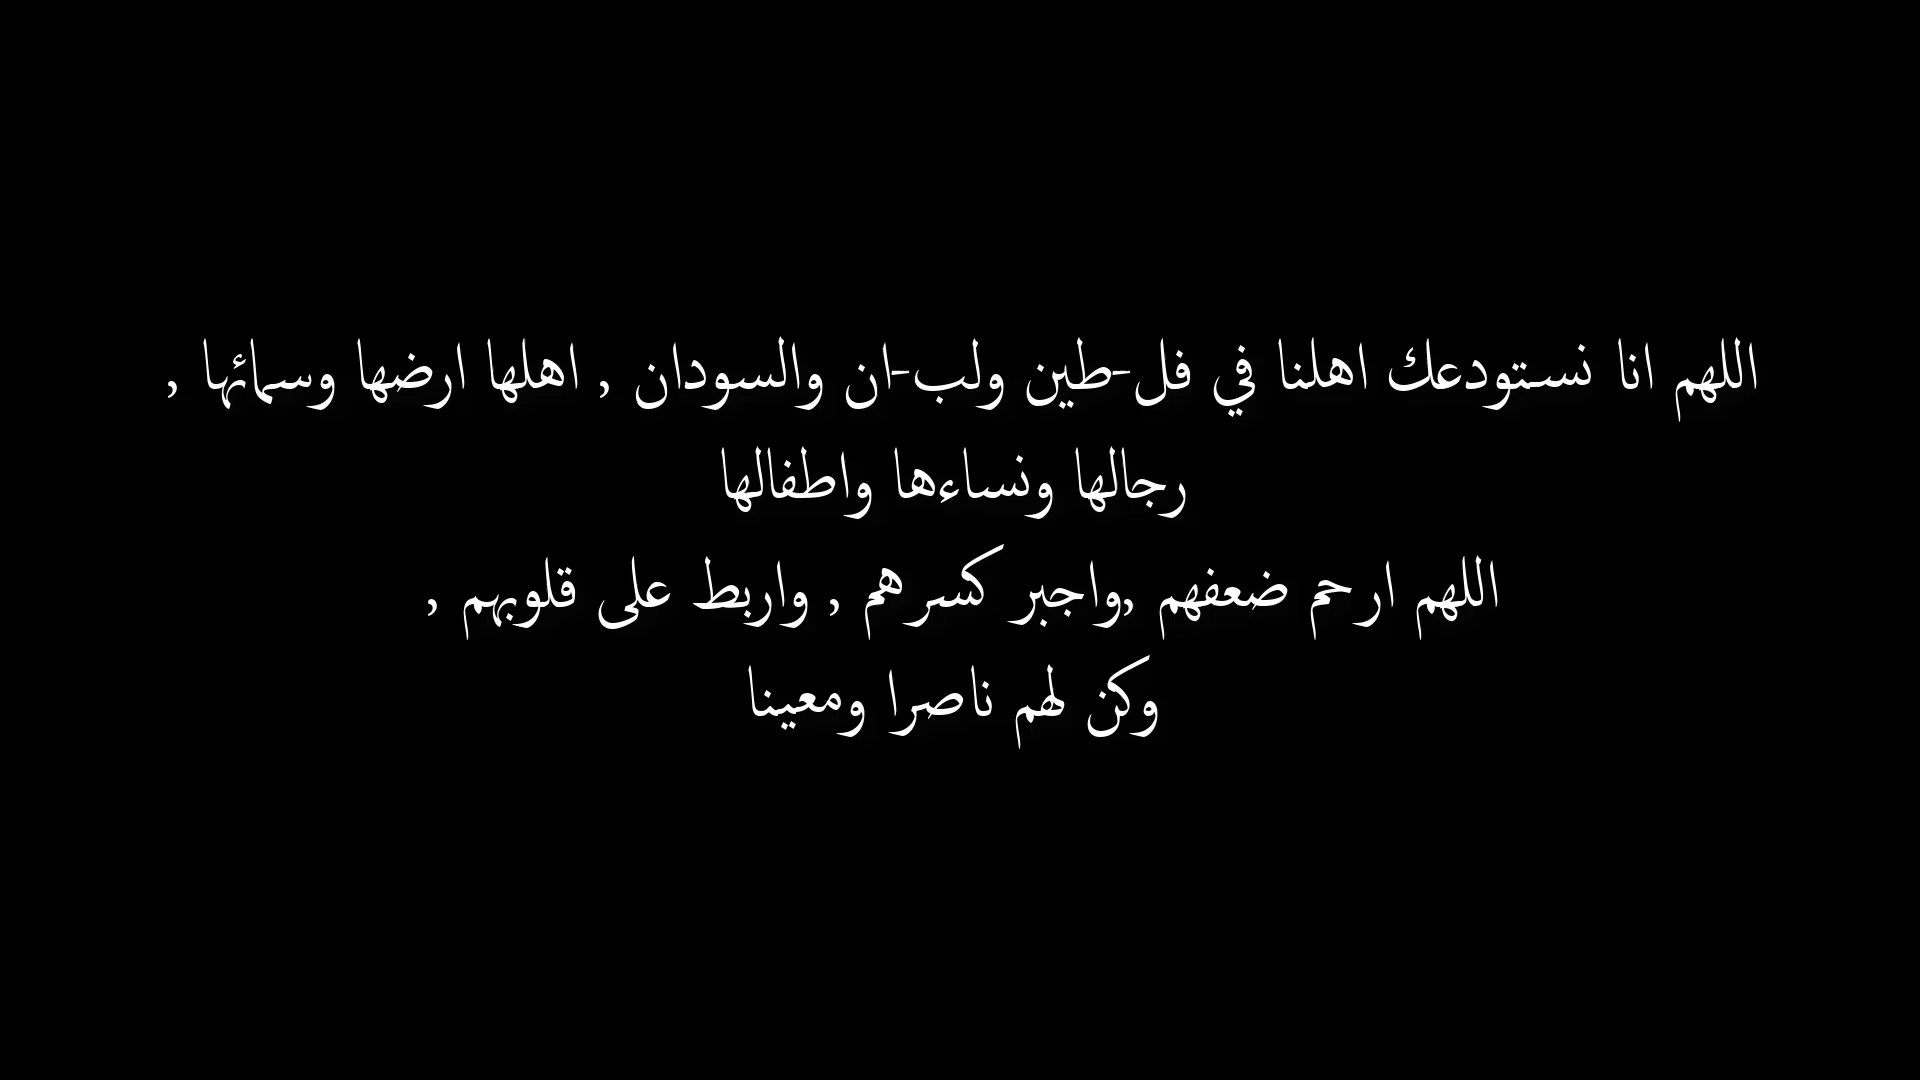 اللهم انا نستودعك اهلنا في فل-طين ولب-ان والسودان , اهلها ارضها وسمائها ,
رجالها ونساءها واطفالها
اللهم ارحم ضعفهم ,واجبر كسرهم , واربط على قلوبهم ,
وكن لهم ناصرا ومعينا